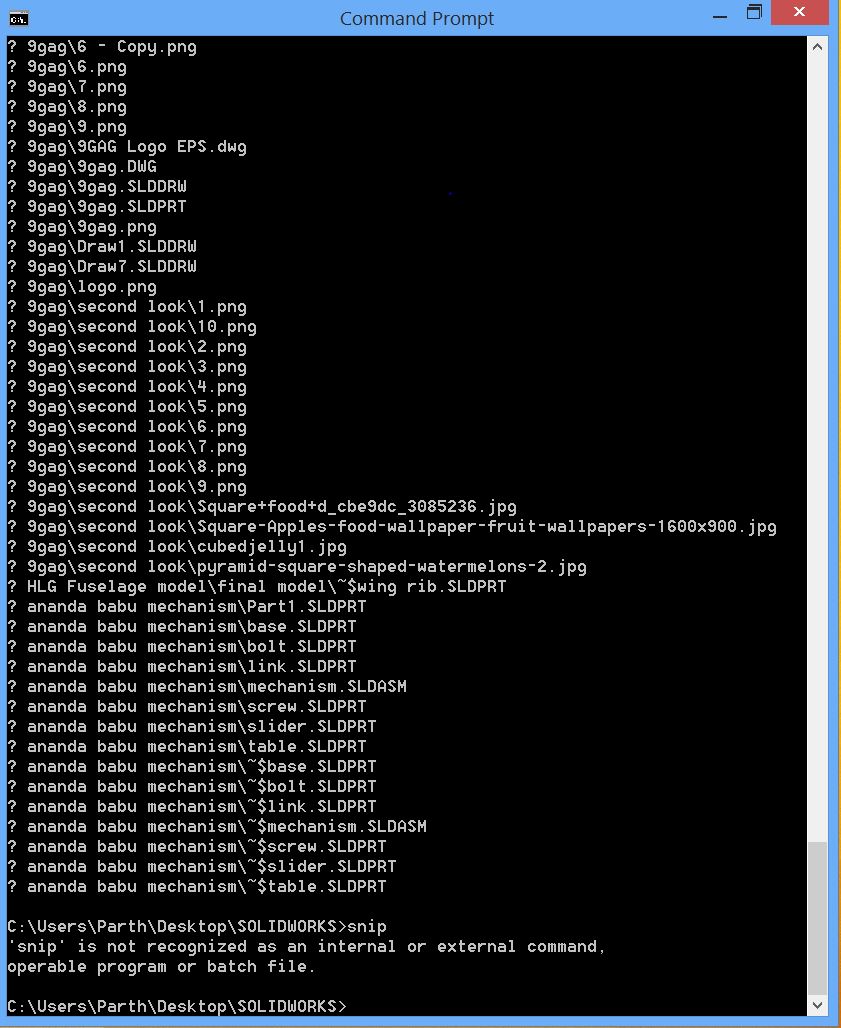 Command Prompt
? 9gag\6 - Copy.png
? 9gag\6.png
? 9gag\7.png
? 9gag\8.png
? 9gag\9.png
? 9gag\9GAG Logo EPS.dwg
? 9gag\9gag.DWG
? 9gag\9gag.SLDDRW
? 9gag\9gag.SLDPRT
? 9gag\9gag.png
? 9gag\Draw1.SLDDRW
? 9gag\Draw7.SLDDRW
? 9gag\logo.png
? 9gag\second look\1.png
? 9gag\second look\10.png
? 9gag\second look\2.png
? 9gag\second look\3.png
? 9gag\second look\4.png
? 9gag\second look\5.png
? 9gag\second look\6.png
? 9gag\second look\7.png
? 9gag\second look\8.png
? 9gag\second look\9.png
? 9gag\second look\Square+food+d_cbe9dc_3085236.jpg
? 9gag\second look\Square-Apples-food-wallpaper-fruit-wallpapers-1600x900.jpg
? 9gag\second look\cubedjelly1.jpg
? 9gag\second look\pyramid-square-shaped-watermelons-2.jpg
? HLG Fuselage model\final model\~$wing rib.SLDPRT
? ananda babu mechanism\Part1.SLDPRT
? ananda babu mechanism\base.SLDPRT
? ananda babu mechanism\bolt.SLDPRT
? ananda babu mechanism\link.SLDPRT
? ananda babu mechanism\mechanism.SLDASM
? ananda babu mechanism\screw.SLDPRT
? ananda babu mechanism\slider.SLDPRT
? ananda babu mechanism\table.SLDPRT
? ananda babu mechanism\~$base.SLDPRT
? ananda babu mechanism\~$bolt.SLDPRT
? ananda babu mechanism\~$link.SLDPRT
? ananda babu mechanism\~$mechanism.SLDASM
? ananda babu mechanism\~$screw.SLDPRT
? ananda babu mechanism\~$slider.SLDPRT
? ananda babu mechanism\~$table.SLDPRT
C:\Users\Parth\Desktop\SOLIDWORKS>snip
'snip' is not recognized as an internal or external command,
operable program or batch file.
C:\Users\Parth\Desktop\SOLIDWORKS>